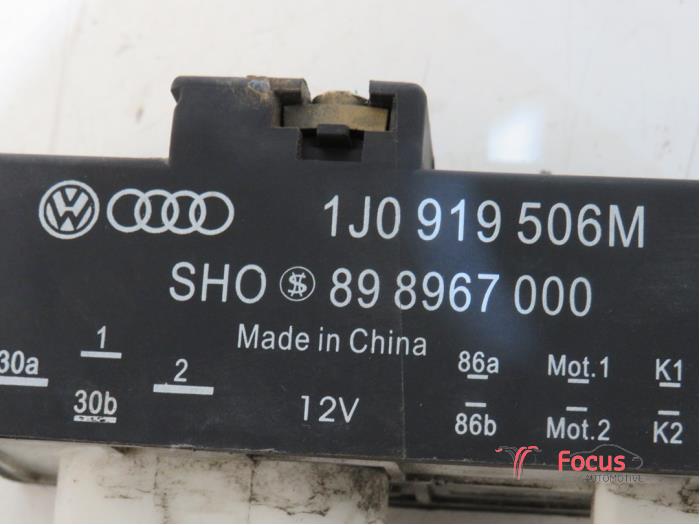 1J0 919 506M
SHO 89 8967 000
Made in China
30a 1 2 86a Mot.1 K1
30b 12V 86b Mot.2 K2
Focus
AUTOMOTIVE